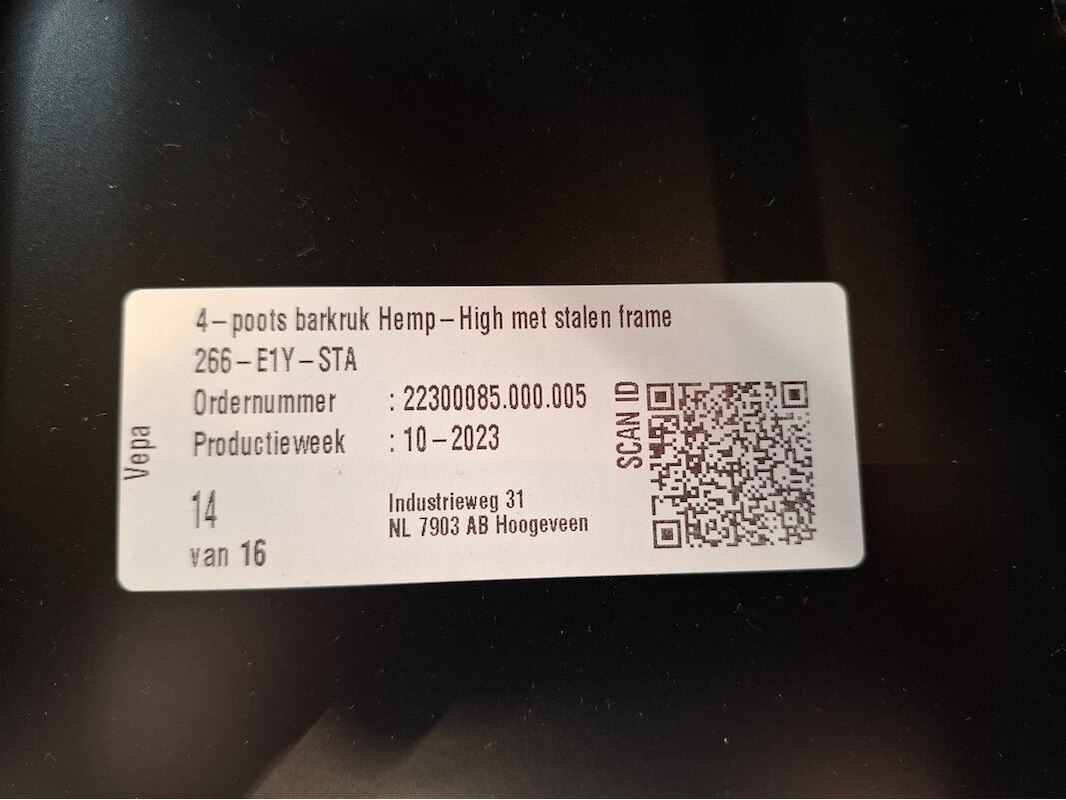 4-poots barkruk Hemp-High met stalen frame
266-E1Y-STA
Ordernummer : 22300085.000.005
Productieweek : 10-2023
Vepa
14
van 16
Industrieweg 31
NL 7903 AB Hoogeveen
SCAN ID